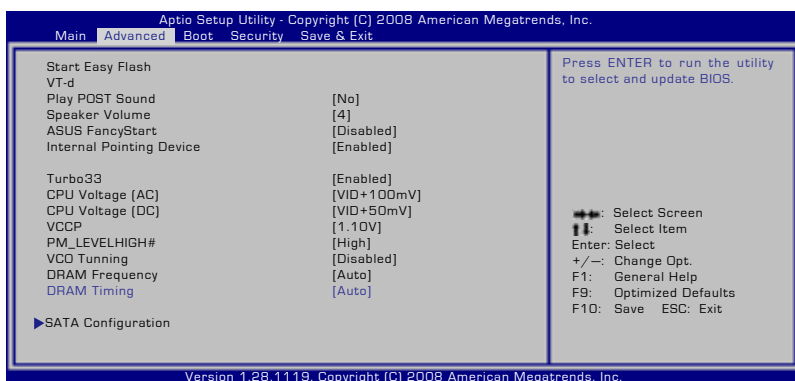 Aptio Setup Utility - Copyright (C) 2008 American Megatrends, Inc.
Main Advanced Boot Security Save & Exit
Start Easy Flash
VT-d
Play POST Sound [No]
Speaker Volume [4]
ASUS FancyStart [Disabled]
Internal Pointing Device [Enabled]
Turbo33 [Enabled]
CPU Voltage (AC) [VID+100mV]
CPU Voltage (DC) [VID+50mV]
VCCP [1.10V]
PM_LEVELHIGH# [High]
VCO Tunning [Disabled]
DRAM Frequency [Auto]
DRAM Timing [Auto]
SATA Configuration
Press ENTER to run the utility
to select and update BIOS.
: Select Screen
: Select Item
Enter: Select
+/—: Change Opt.
F1: General Help
F9: Optimized Defaults
F10: Save ESC: Exit
Version 1.28.1119. Copyright (C) 2008 American Megatrends, Inc.